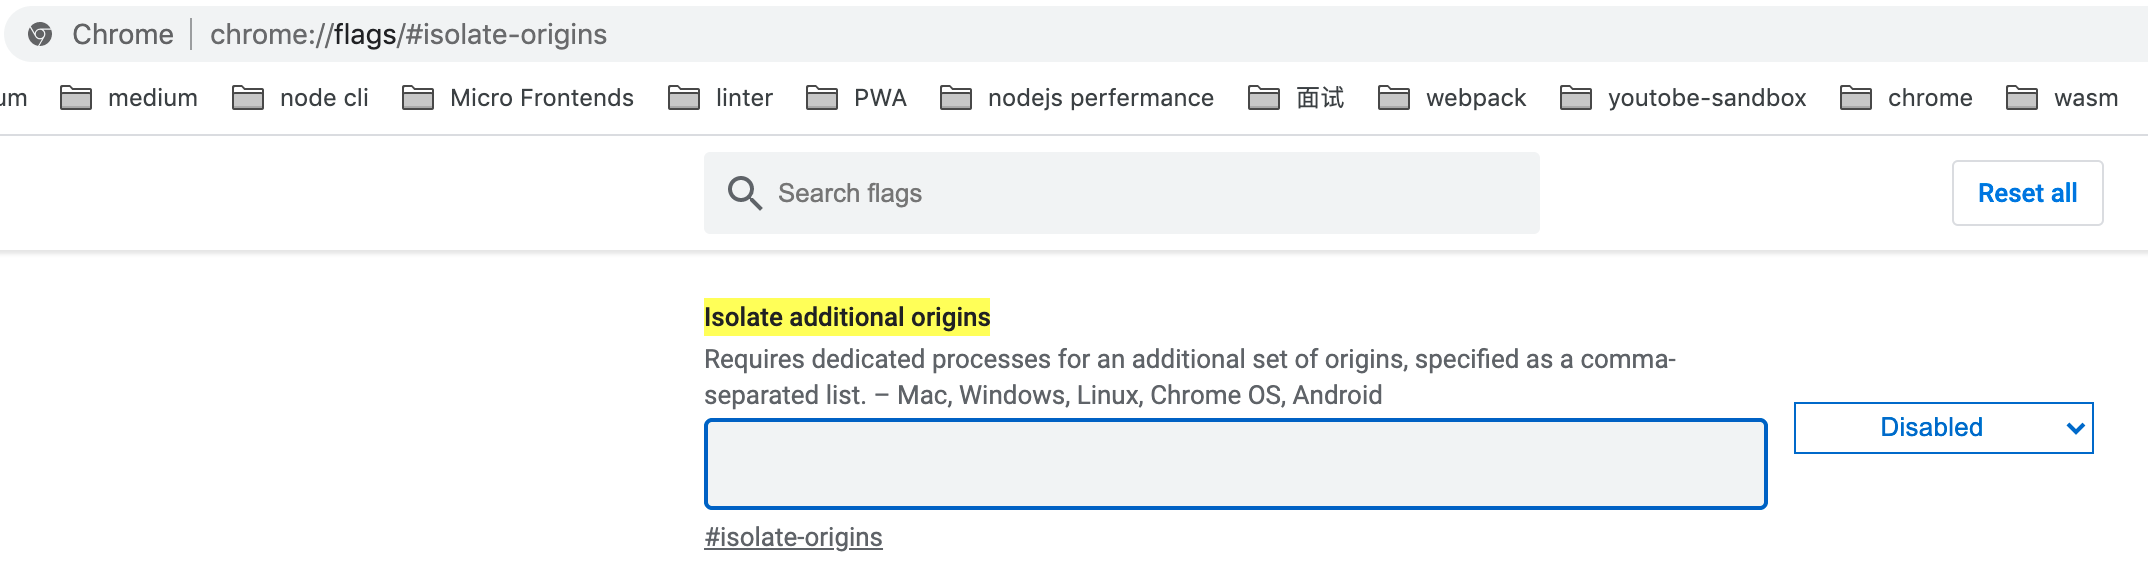 Chrome chrome://flags/#isolate-origins
um medium node cli Micro Frontends linter PWA nodejs perfermance 面试 webpack youtobe-sandbox chrome wasm
Search flags Reset all
Isolate additional origins
Requires dedicated processes for an additional set of origins, specified as a comma-
separated list. – Mac, Windows, Linux, Chrome OS, Android
Disabled
#isolate-origins